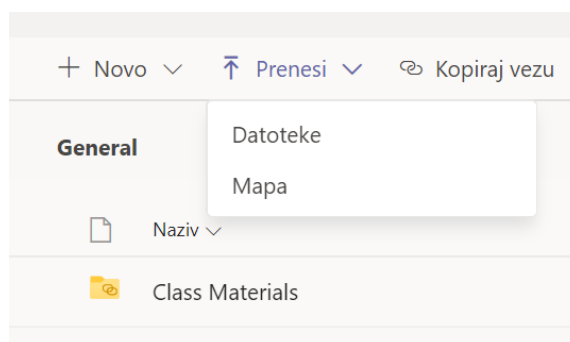 Novo Prenesi Kopiraj vezu
Datoteke
General
Mapa
Naziv
Class Materials